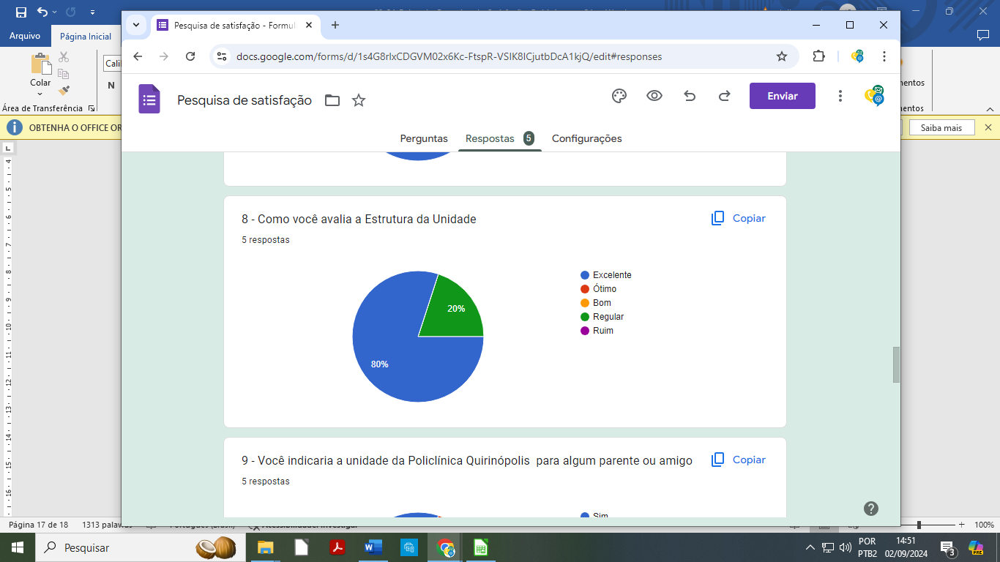 Arquivo
Página Inicial
Colar
N
Área de Transferência
OBTENHA O OFFICE OR
Saiba mais
Pesquisa de satisfação - Formul
docs.google.com/forms/d/1s4G8rlxCDGVM02x6Kc-FtspR-VSIK8ICjutbDcA1kjQ/edit#responses
Pesquisa de satisfação
Enviar
Perguntas
Respostas 5
Configurações
8 - Como você avalia a Estrutura da Unidade
Copiar
5 respostas
Excelente
Ótimo
Bom
Regular
Ruim
20%
80%
9 - Você indicaria a unidade da Policlínica Quirinópolis para algum parente ou amigo
Copiar
5 respostas
Sim
Página 17 de 18
1313 palavras
100%
Pesquisar
POR
PTB2
14:51
02/09/2024
3
PRE